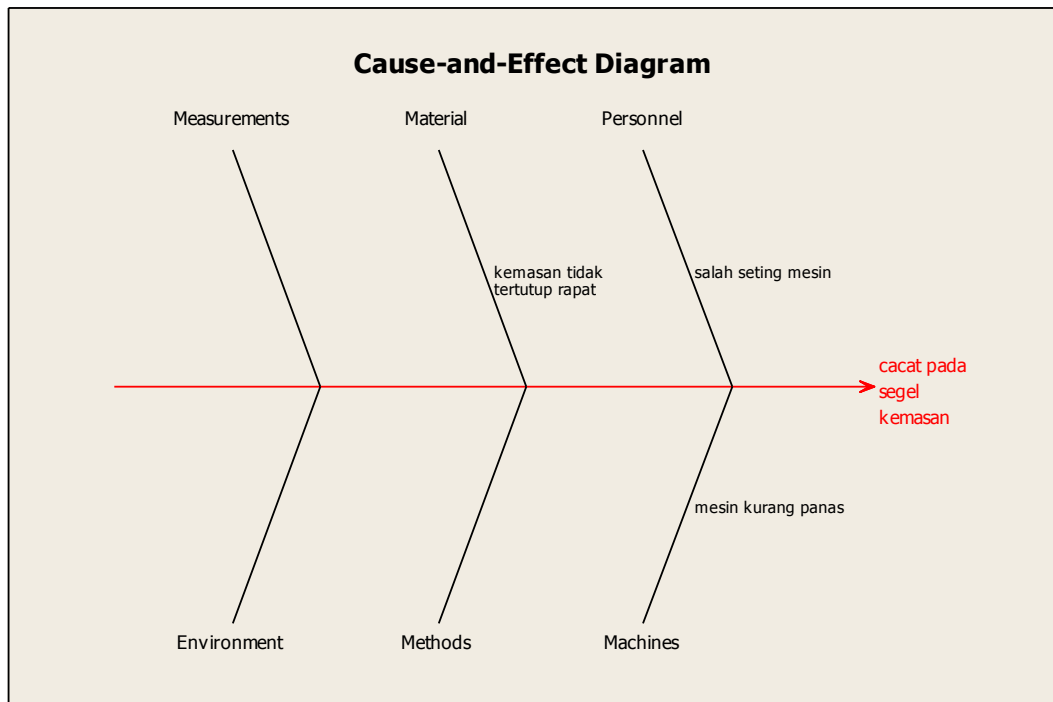 Cause-and-Effect Diagram
Measurements
Material
Personnel
kemasan tidak
tertutup rapat
salah seting mesin
cacat pada
segel
kemasan
mesin kurang panas
Environment
Methods
Machines